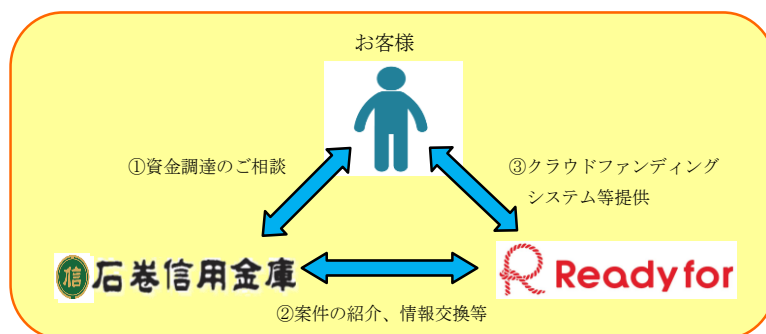 お客様
①資金調達のご相談
③クラウドファンディング
システム等提供
信 石巻信用金庫
Readyfor
②案件の紹介、情報交換等